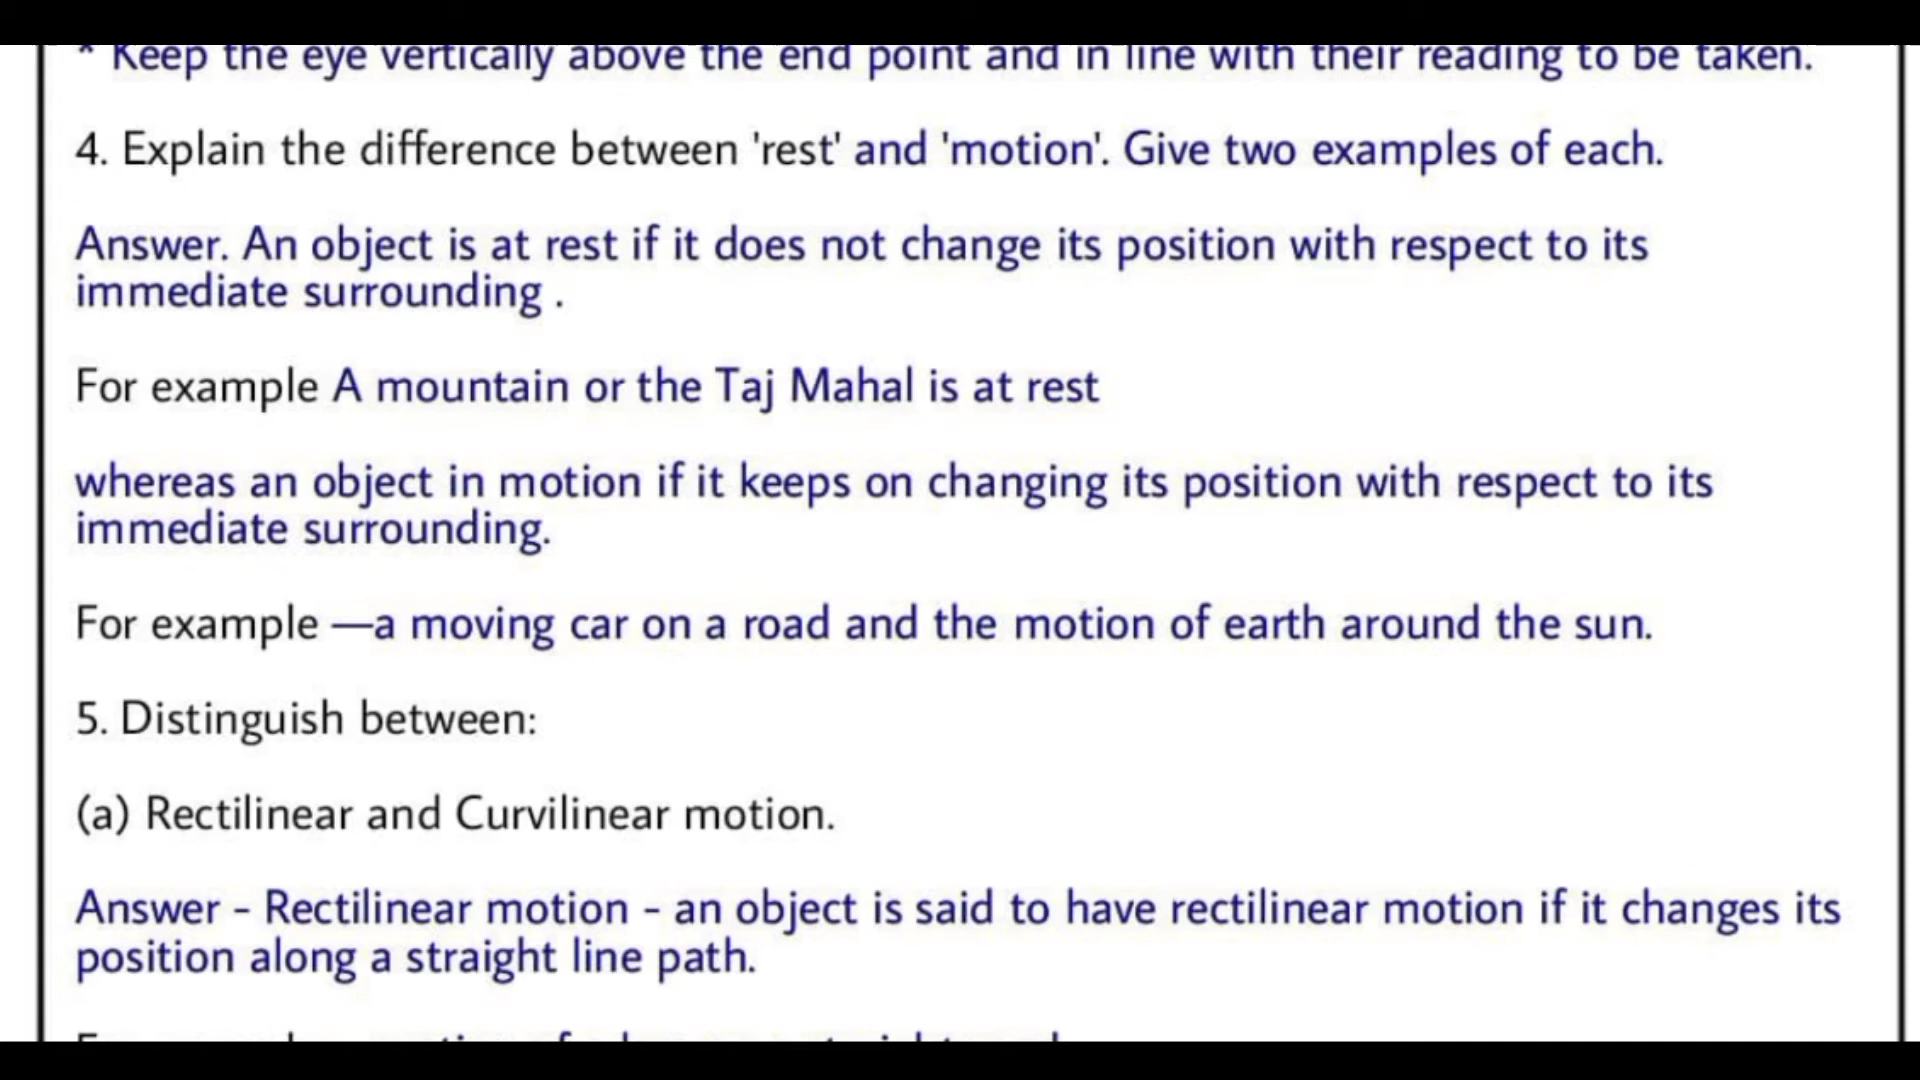 * Keep the eye vertically above the end point and in line with their reading to be taken.
4. Explain the difference between 'rest' and 'motion'. Give two examples of each.
Answer. An object is at rest if it does not change its position with respect to its
immediate surrounding .
For example A mountain or the Taj Mahal is at rest
whereas an object in motion if it keeps on changing its position with respect to its
immediate surrounding.
For example —a moving car on a road and the motion of earth around the sun.
5. Distinguish between:
(a) Rectilinear and Curvilinear motion.
Answer - Rectilinear motion - an object is said to have rectilinear motion if it changes its
position along a straight line path.